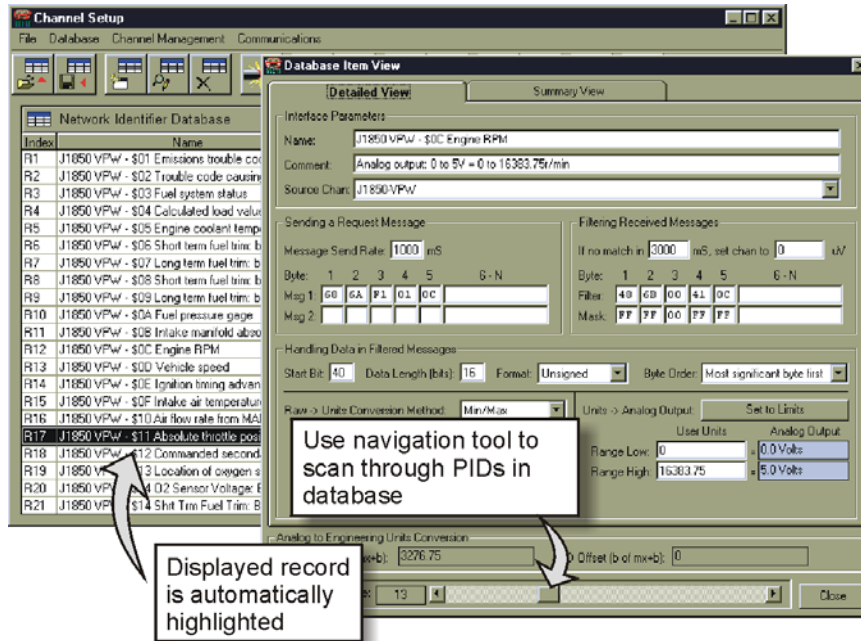 Channel Setup
File Database Channel Management Communications
Network Identifier Database
Index Name
R1 J1850 VPW - $01 Emissions trouble coo
R2 J1850 VPW - $02 Trouble code causing
R3 J1850 VPW - $03 Fuel system status
R4 J1850 VPW - $04 Calculated load value
R5 J1850 VPW - $05 Engine coolant tempe
R6 J1850 VPW - $06 Short term fuel trim: b
R7 J1850 VPW - $07 Long term fuel trim: b
R8 J1850 VPW - $08 Short term fuel trim: b
R9 J1850 VPW - $09 Long term fuel trim: b
R10 J1850 VPW - $0A Fuel pressure gage
R11 J1850 VPW - $0B Intake manifold abso
R12 J1850 VPW - $0C Engine RPM
R13 J1850 VPW - $0D Vehicle speed
R14 J1850 VPW - $0E Ignition timing advan
R15 J1850 VPW - $0F Intake air temperatur
R16 J1850 VPW - $10 Air flow rate from MA
R17 J1850 VPW - $11 Absolute throttle posi
R18 J1850 VPW - $12 Commanded second
R19 J1850 VPW 13 Location of oxygen s
R20 J1850 VPW 4 O2 Sensor Voltage: B
R21 J1850 VPW - $14 Shrt Trm Fuel Trim: B
Database Item View
Detailed View Summary View
Interface Parameters
Name: J1850 VPW - $0C Engine RPM
Comment: Analog output: 0 to 5V = 0 to 16383.75r/min
Source Chan: J1850-VPW
Sending a Request Message
Message Send Rate: 1000 mS
Byte: 1 2 3 4 5 6 - N
Msg 1: 68 6A F1 01 0C
Msg 2:
Filtering Received Messages
If no match in 3000 mS, set chan to 0 uV
Byte: 1 2 3 4 5 6 - N
Filter: 48 6B 00 41 0C
Mask: FF FF 00 FF FF
Handling Data in Filtered Messages
Start Bit: 40 Data Length (bits): 16 Format: Unsigned Byte Order: Most significant byte first
Raw -> Units Conversion Method: Min/Max
Units -> Analog Output: Set to Limits
User Units Analog Output
Range Low: 0 = 0.0 Volts
Range High: 16383.75 = 5.0 Volts
Analog to Engineering Units Conversion
mx+b): 3276.75 Offset (b of mx+b): 0
13 Close
Use navigation tool to
scan through PIDs in
database
Displayed record
is automatically
highlighted